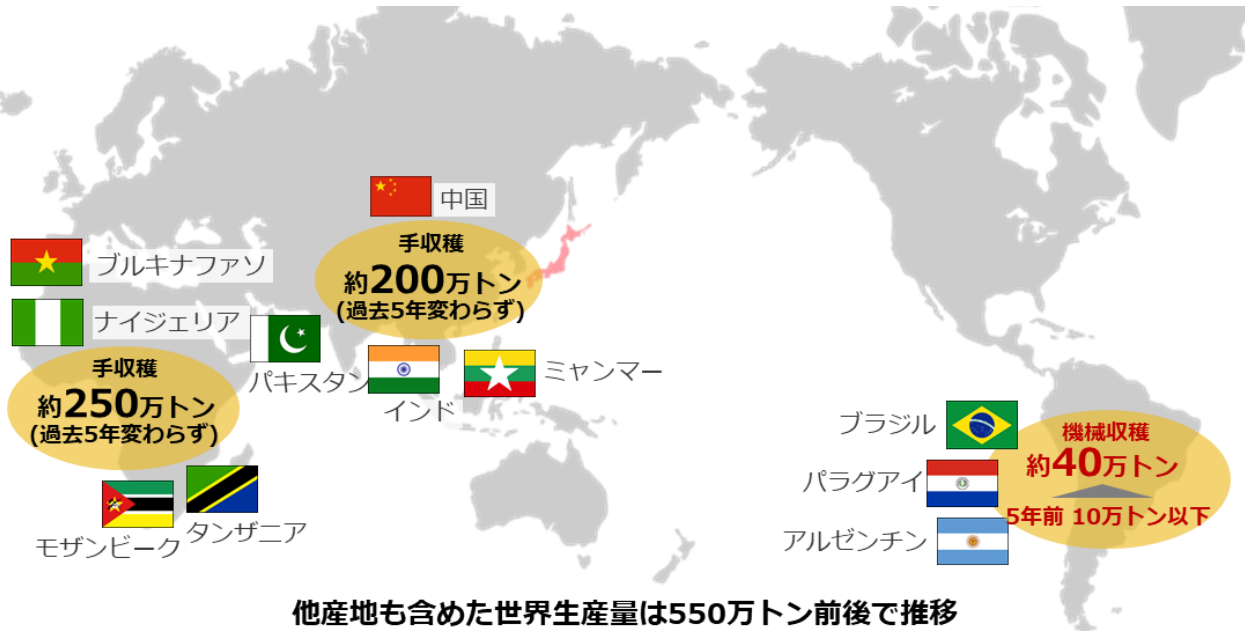 中国
手収穫
約200万トン
(過去5年変わらず)
ブルキナファソ
ナイジェリア
手収穫
約250万トン
(過去5年変わらず)
パキスタン
インド
ミャンマー
モザンビーク
タンザニア
ブラジル
パラグアイ
アルゼンチン
機械収穫
約40万トン
5年前 10万トン以下
他産地も含めた世界生産量は550万トン前後で推移